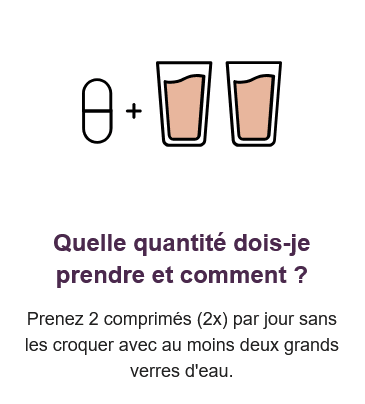 Quelle quantité dois-je
prendre et comment ?
Prenez 2 comprimés (2x) par jour sans
les croquer avec au moins deux grands
verres d'eau.